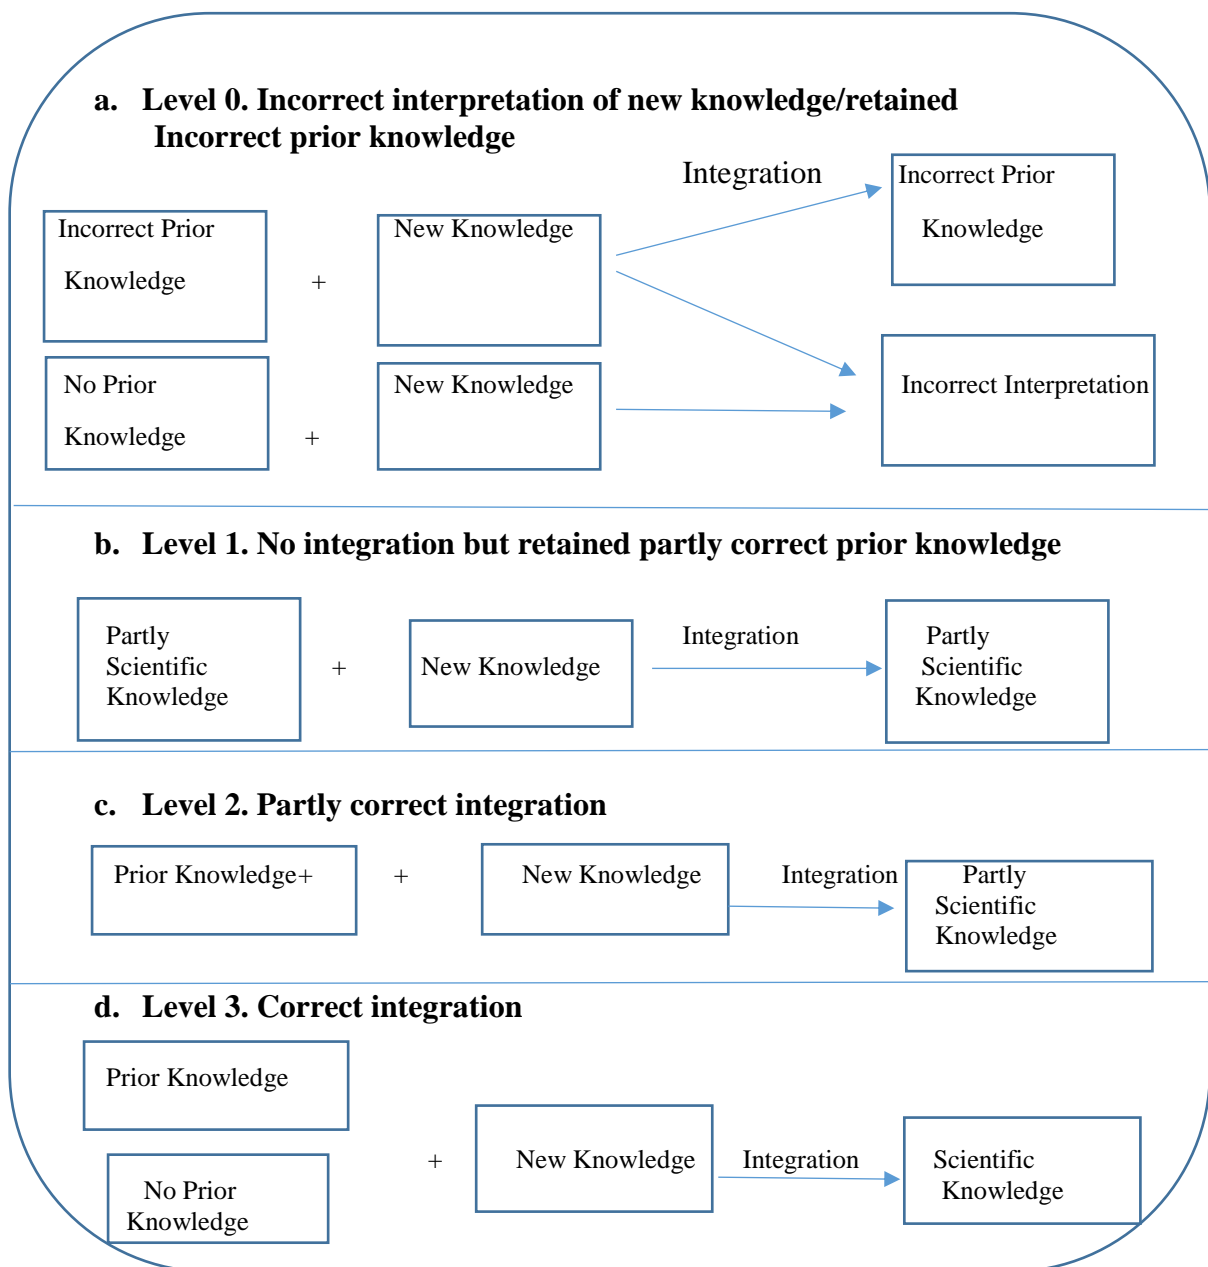 a. Level 0. Incorrect interpretation of new knowledge/retained
Incorrect prior knowledge
Integration
Incorrect Prior
Knowledge
Incorrect Prior
Knowledge
+
New Knowledge
No Prior
Knowledge
+
New Knowledge
Incorrect Interpretation
b. Level 1. No integration but retained partly correct prior knowledge
Partly
Scientific
Knowledge
+
New Knowledge
Integration
Partly
Scientific
Knowledge
c. Level 2. Partly correct integration
Prior Knowledge+
+
New Knowledge
Integration
Partly
Scientific
Knowledge
d. Level 3. Correct integration
Prior Knowledge
No Prior
Knowledge
+
New Knowledge
Integration
Scientific
Knowledge